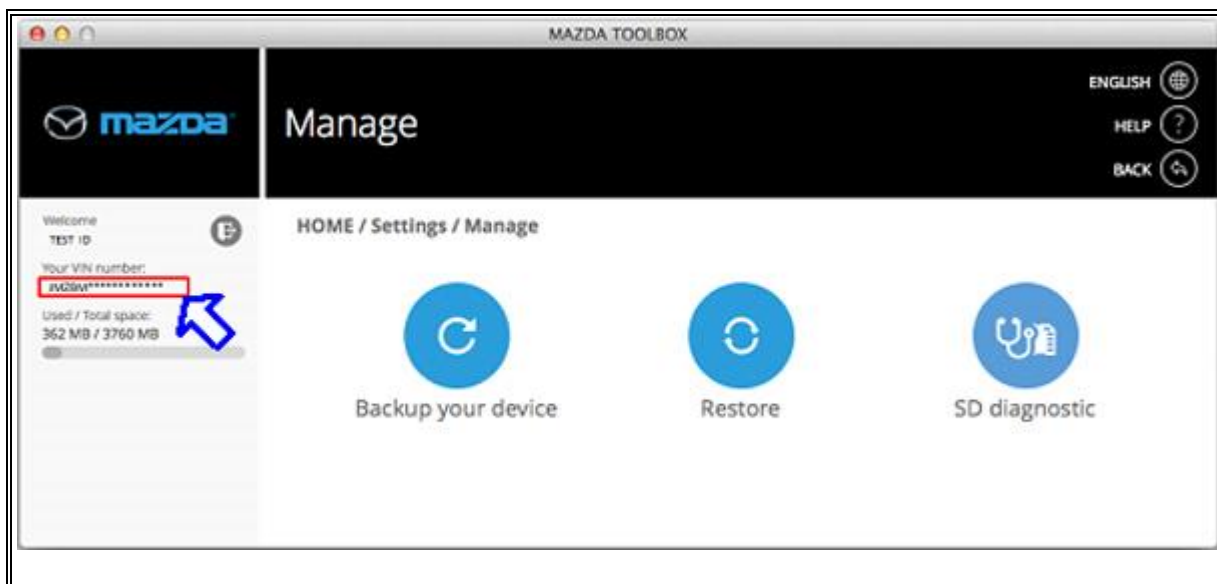 MAZDA TOOLBOX
mazda
Manage
ENGLISH
HELP
BACK
Welcome
TEST ID
Your VIN number:
Used / Total space:
362 MB / 3760 MB
HOME / Settings / Manage
Backup your device
Restore
SD diagnostic